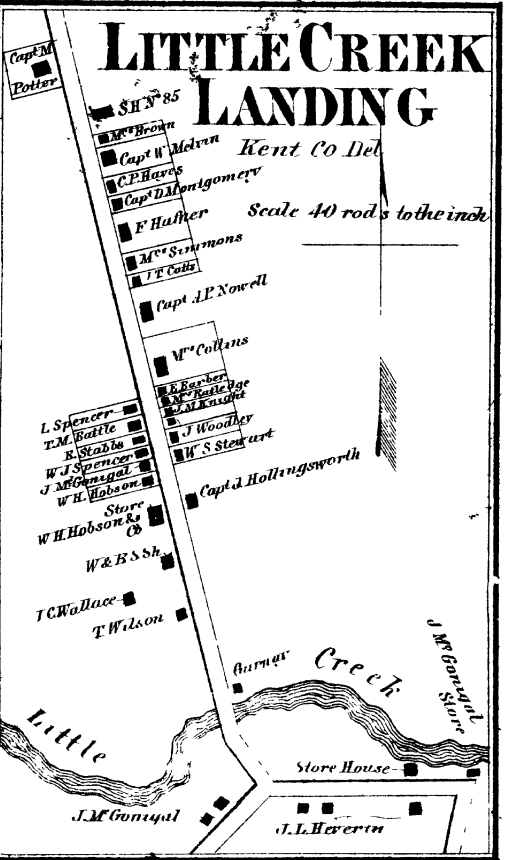 LITTLE CREEK
LANDING
Kent Co Del
Scale 40 rods to the inch
Capt M.
Potter
S.H Nº 85
Mrs Brown
Capt W Melvin
C.P. Hayes
Capt D. Montgomery
F Hafner
Mrs Simmons
J T. Cotts
Capt J.P. Nowell
Mrs Collins
E. Barber
Mrs Rutledge
J.M. Knight
J Woodley
W S Stewart
L Spencer
T.M. Battle
R. Stabbs
W J Spencer
J McGonigal
W H. Hobson
Capt J. Hollingsworth
Store
W H. Hobson &
Co
W & B S Sh
J C. Wallace
T. Wilson
J McGonigal
Store
Creek
Little
Store House
J. McGonigal
J. L. Heverin